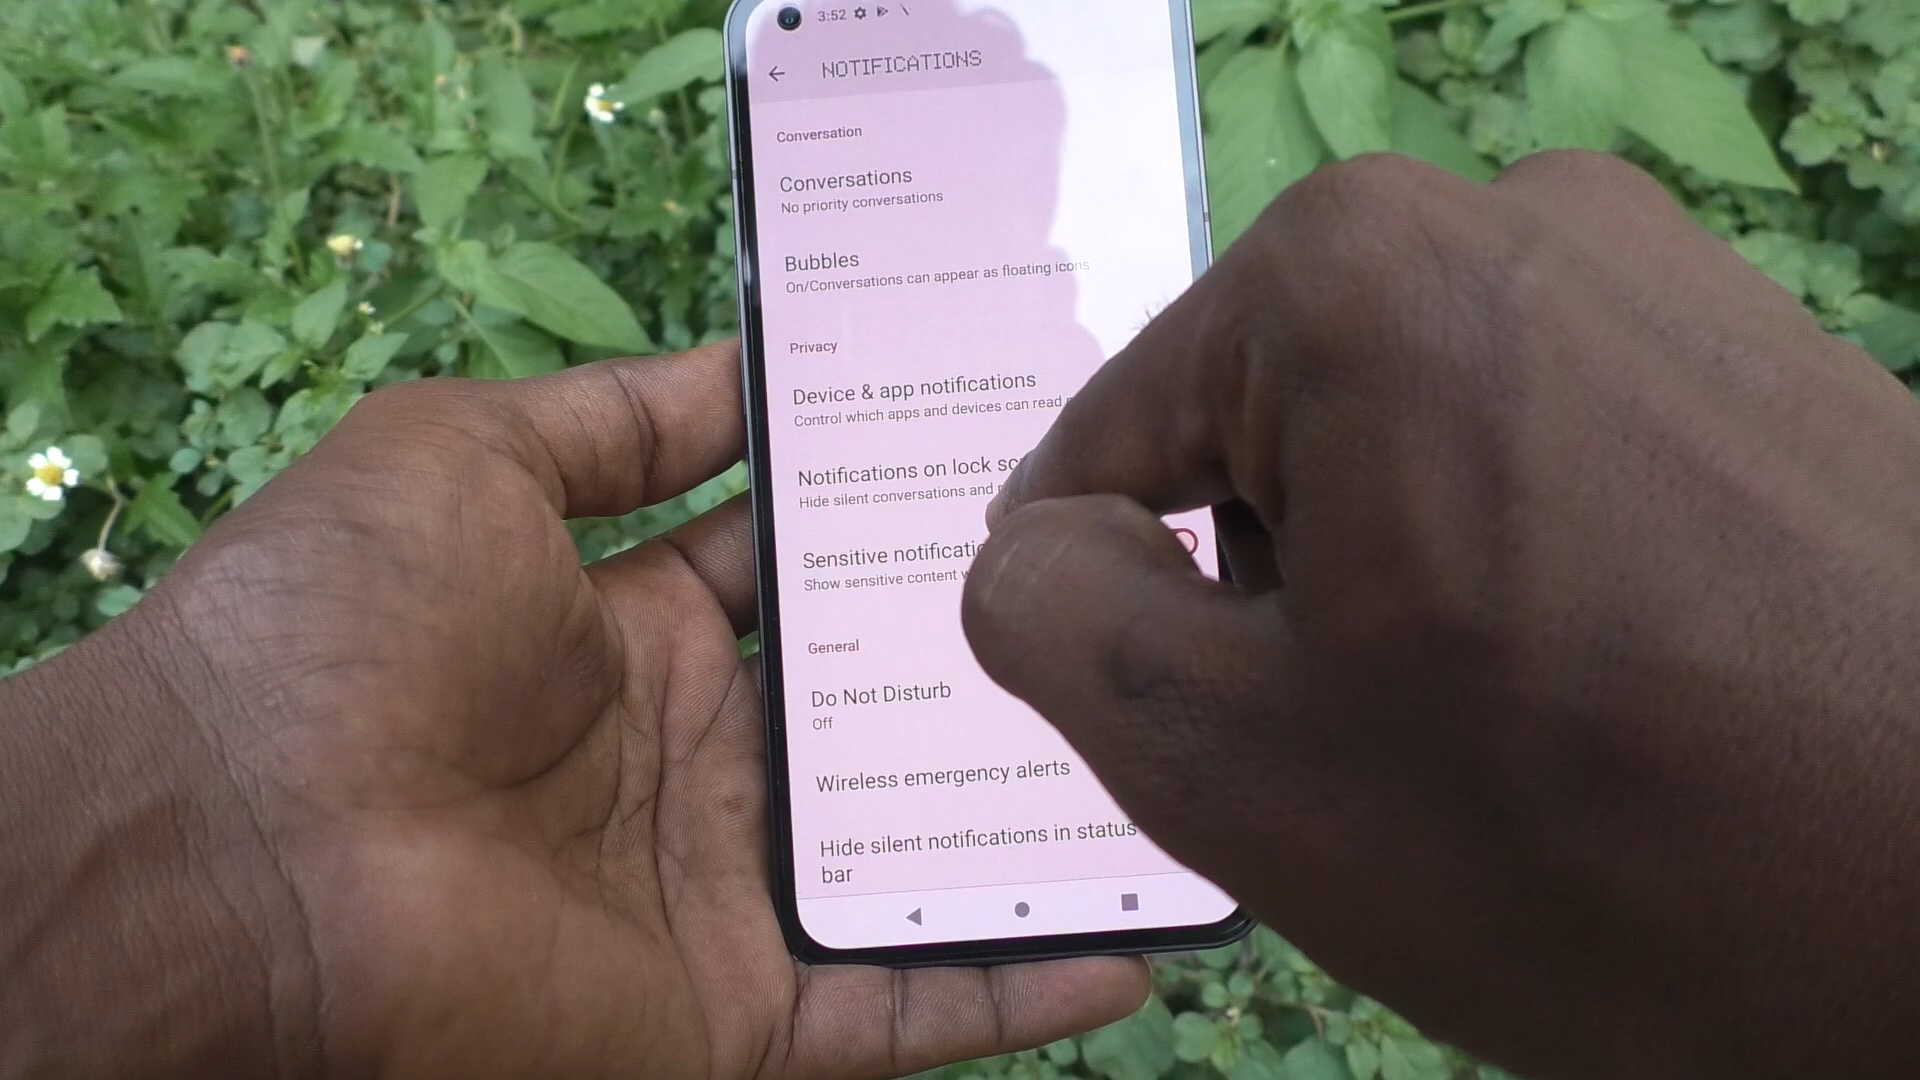 3:52
NOTIFICATIONS
Conversation
Conversations
No priority conversations
Bubbles
On/Conversations can appear as floating icons
Privacy
Device & app notifications
Control which apps and devices can read
Notifications on lock
Hide silent conversations and
Sensitive
Show sensitive content
General
Do Not Disturb
Off
Wireless emergency alerts
Hide silent notifications in status
bar